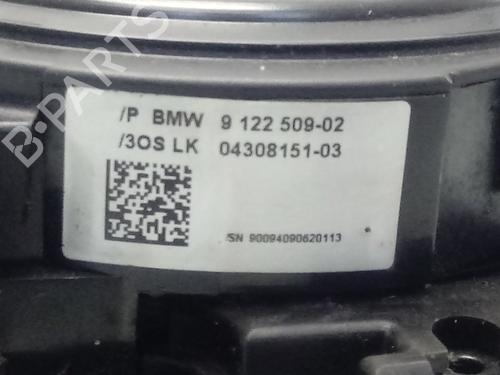 B-PARTS
/P BMW 9 122 509-02
/3OS LK 04308151-03
/SN 90094090620113